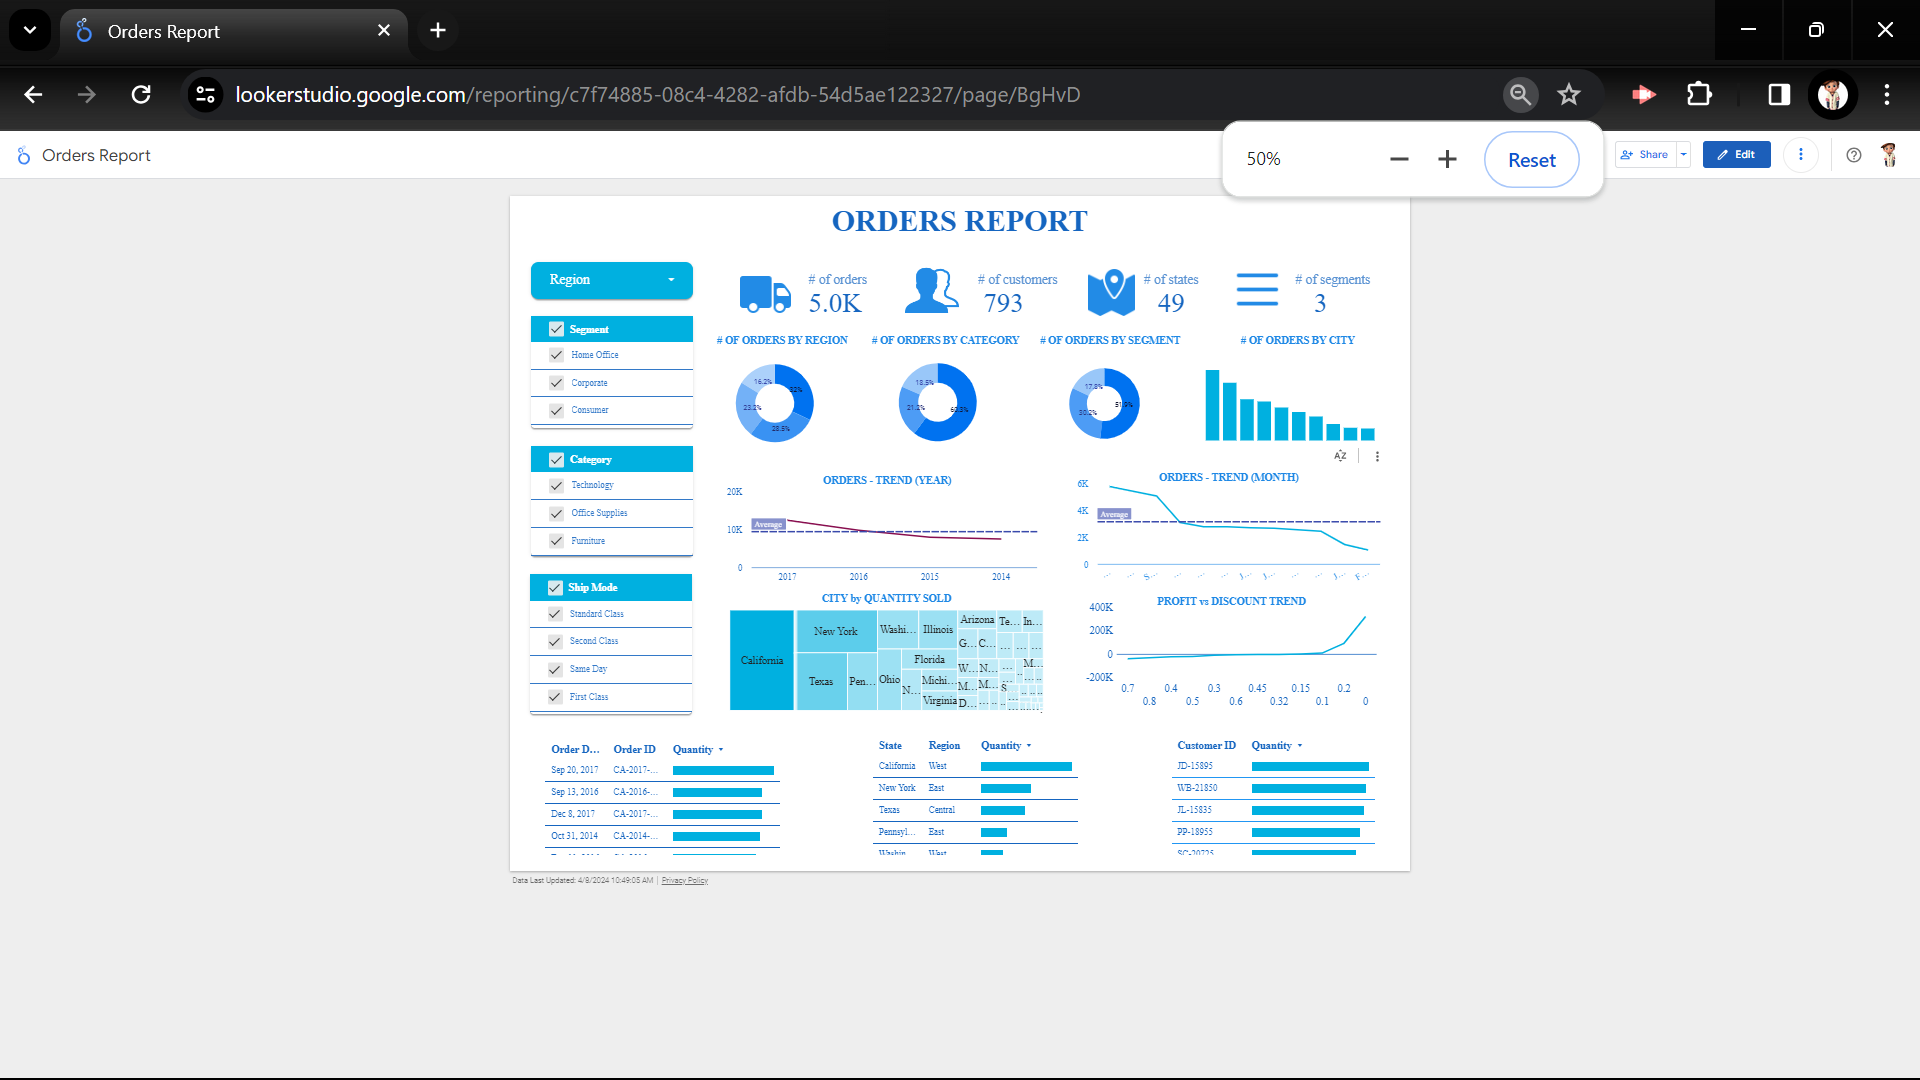 Orders Report
lookerstudio.google.com/reporting/c7f74885-08c4-4282-afdb-54d5ae122327/page/BgHvD
Orders Report
50%
Reset
Share
Edit
ORDERS REPORT
Region
# of orders
5.0K
# of customers
793
# of states
49
# of segments
3
Segment
Home Office
Corporate
Consumer
Category
Technology
Office Supplies
Furniture
Ship Mode
Standard Class
Second Class
Same Day
First Class
# OF ORDERS BY REGION
16.2%
32%
23.2%
28.5%
# OF ORDERS BY CATEGORY
18.5%
21.2%
60.3%
# OF ORDERS BY SEGMENT
17.8%
30.2%
51.9%
# OF ORDERS BY CITY
ORDERS - TREND (YEAR)
20K
10K
0
Average
2017 2016 2015 2014
ORDERS - TREND (MONTH)
6K
4K
2K
0
Average
CITY by QUANTITY SOLD
California
New York
Texas
Pen...
Washi...
Illinois
Ohio
Florida
N...
Michi...
Virginia
Arizona
Te...
In...
G...
C...
W...
N...
M...
M...
M...
D...
S
PROFIT vs DISCOUNT TREND
400K
200K
0
-200K
0.7 0.4 0.3 0.45 0.15 0.2
0.8 0.5 0.6 0.32 0.1 0
Order D... Order ID Quantity
Sep 20, 2017 CA-2017-...
Sep 13, 2016 CA-2016-...
Dec 8, 2017 CA-2017-...
Oct 31, 2014 CA-2014-...
State Region Quantity
California West
New York East
Texas Central
Pennsyl... East
Washin West
Customer ID Quantity
JD-15895
WB-21850
JL-15835
PP-18955
SC-20725
Data Last Updated: 4/8/2024 10:49:05 AM | Privacy Policy